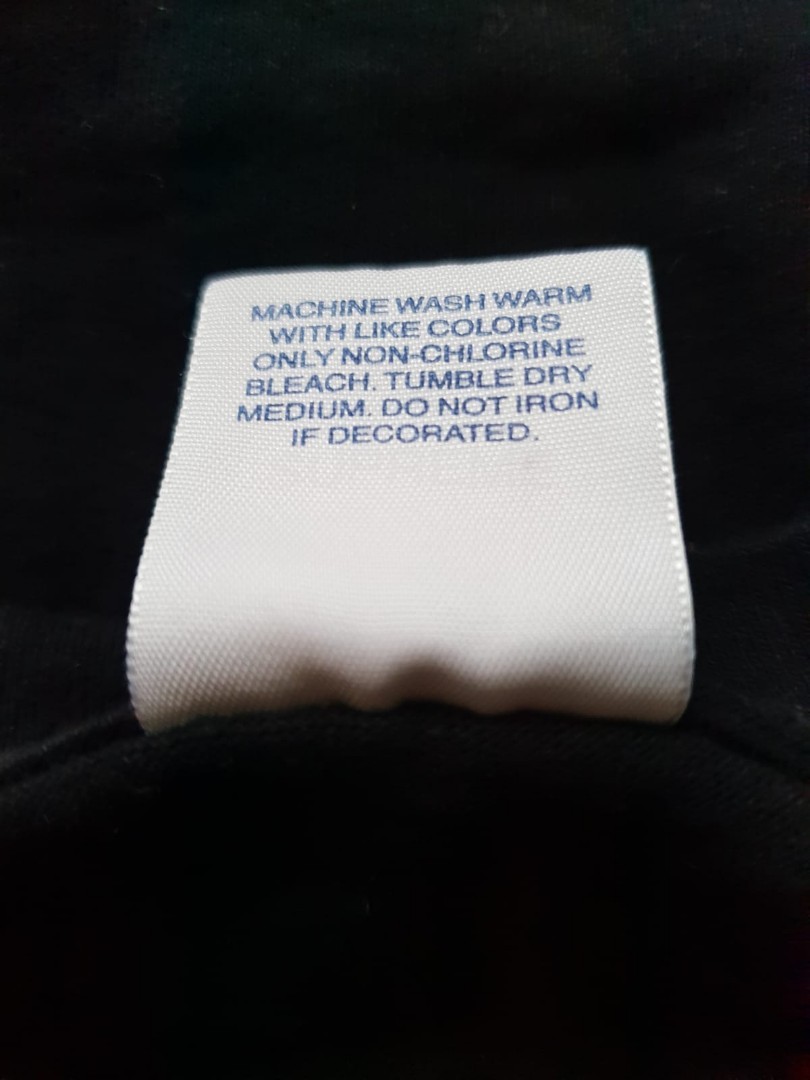 MACHINE WASH WARM
WITH LIKE COLORS
ONLY NON-CHLORINE
BLEACH. TUMBLE DRY
MEDIUM. DO NOT IRON
IF DECORATED.